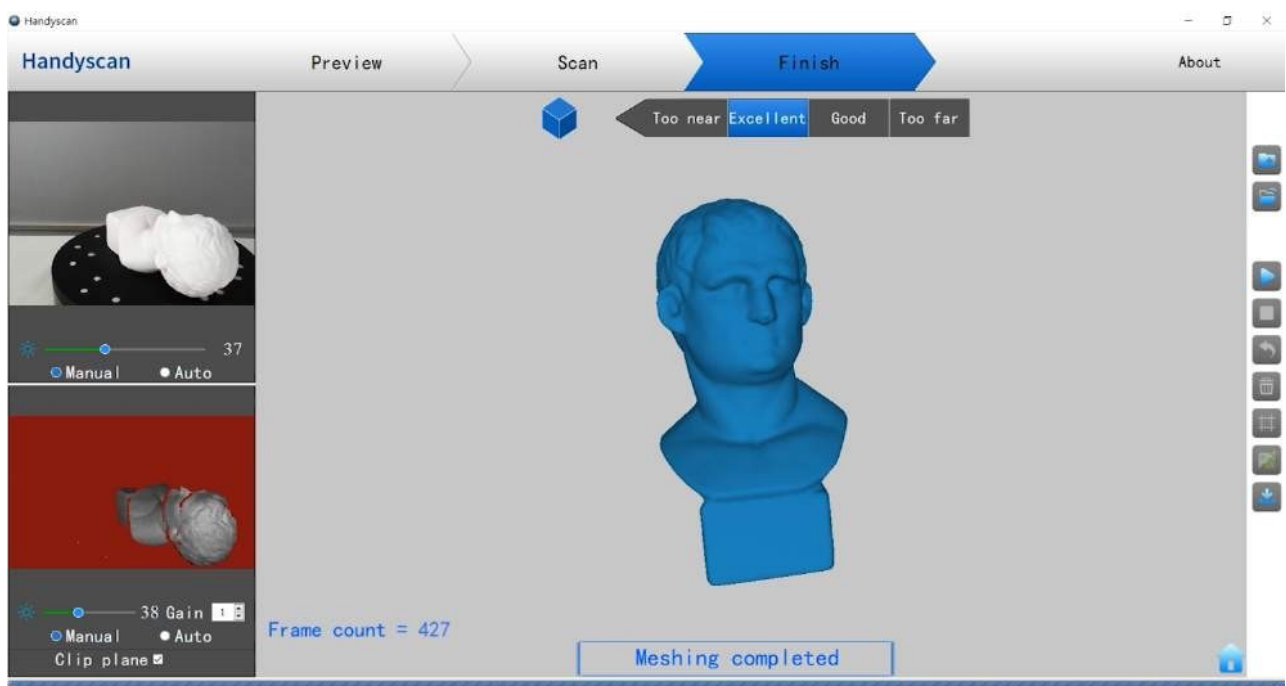 Handyscan
Handyscan Preview Scan Finish About
Too near Excellent Good Too far
37
Manual Auto
38 Gain 1
Manual Auto
Clip plane
Frame count = 427
Meshing completed